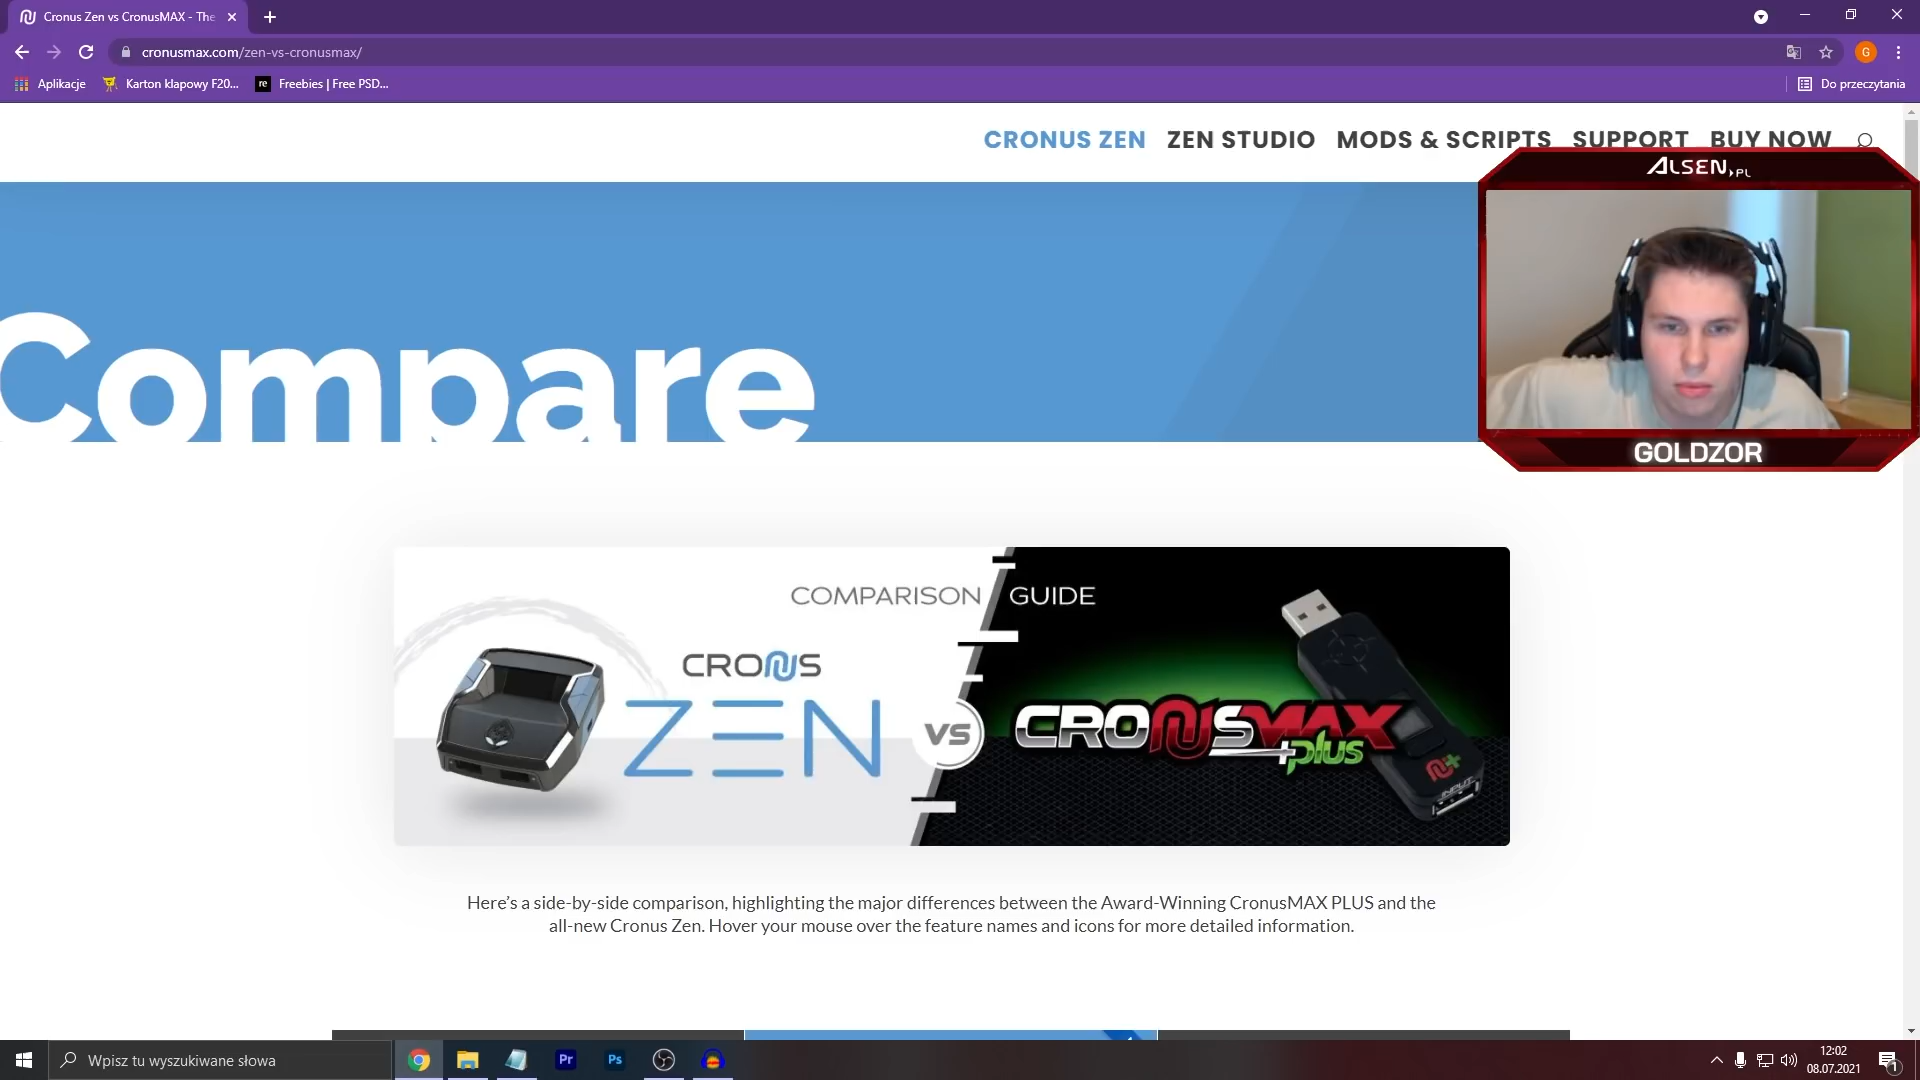 Cronus Zen vs CronusMAX - The
cronusmax.com/zen-vs-cronusmax/
G
Aplikacje
Karton klapowy F20...
re
Freebies | Free PSD...
Do przeczytania
CRONUS ZEN
ZEN STUDIO
MODS & SCRIPTS
SUPPORT
BUY NOW
ALSEN.PL
Compare
GOLDZOR
COMPARISON GUIDE
CRONUS
ZEN
VS
CRONUSMAX
+plus
INPUT
Here’s a side-by-side comparison, highlighting the major differences between the Award-Winning CronusMAX PLUS and the
all-new Cronus Zen. Hover your mouse over the feature names and icons for more detailed information.
Wpisz tu wyszukiwane słowa
Pr
Ps
12:02
08.07.2021
1